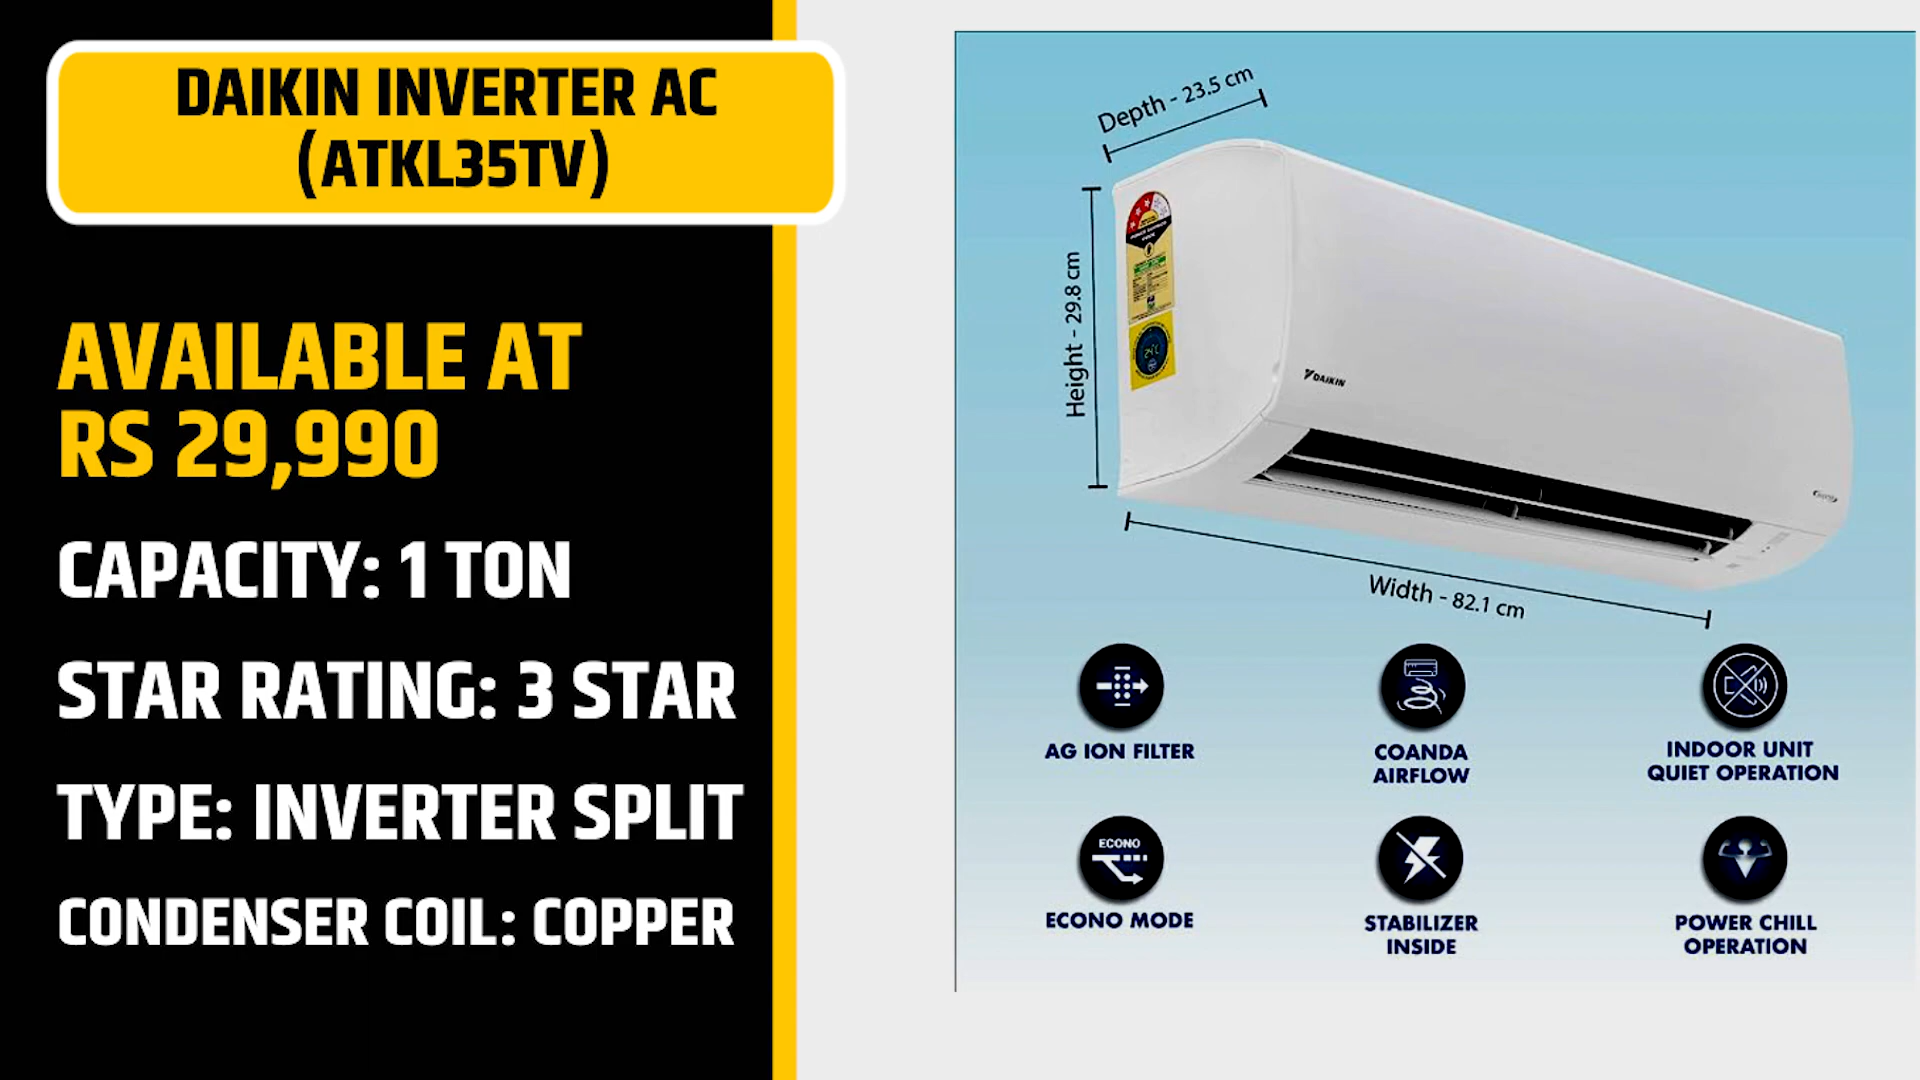 DAIKIN INVERTER AC
(ATKL35TV)
AVAILABLE AT
RS 29,990
CAPACITY: 1 TON
STAR RATING: 3 STAR
TYPE: INVERTER SPLIT
CONDENSER COIL: COPPER
Depth - 23.5 cm
Height - 29.8 cm
DAIKIN
Width - 82.1 cm
AG ION FILTER
COANDA
AIRFLOW
INDOOR UNIT
QUIET OPERATION
ECONO
ECONO MODE
STABILIZER
INSIDE
POWER CHILL
OPERATION